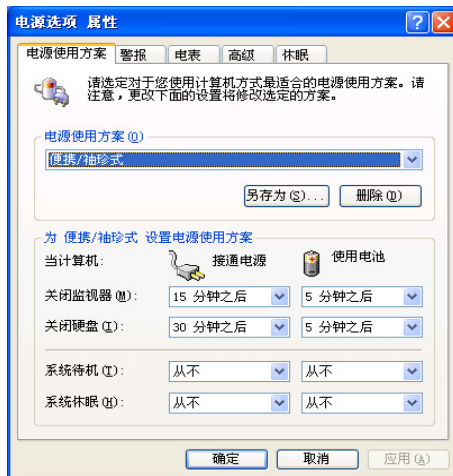 电源选项 属性
电源使用方案 警报 电表 高级 休眠
请选定对于您使用计算机方式最适合的电源使用方案。请
注意，更改下面的设置将修改选定的方案。
电源使用方案(O)
便携/袖珍式
另存为(S)... 删除(D)
为 便携/袖珍式 设置电源使用方案
当计算机: 接通电源 使用电池
关闭监视器(M): 15 分钟之后 5 分钟之后
关闭硬盘(I): 30 分钟之后 5 分钟之后
系统待机(T): 从不 从不
系统休眠(H): 从不 从不
确定 取消 应用(A)